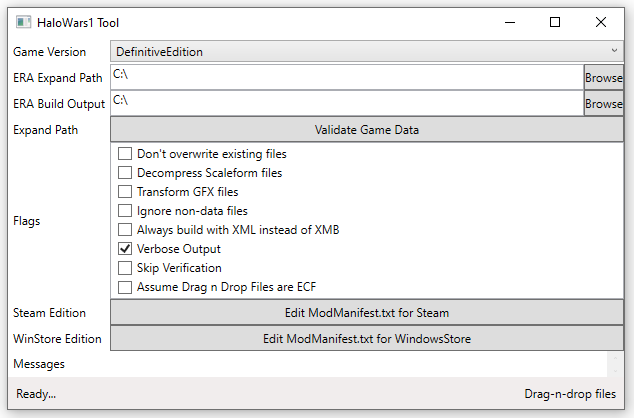 HaloWars1 Tool
Game Version DefinitiveEdition
ERA Expand Path C:\ Browse
ERA Build Output C:\ Browse
Expand Path Validate Game Data
Don't overwrite existing files
Decompress Scaleform files
Transform GFX files
Ignore non-data files
Flags Always build with XML instead of XMB
Verbose Output
Skip Verification
Assume Drag n Drop Files are ECF
Steam Edition Edit ModManifest.txt for Steam
WinStore Edition Edit ModManifest.txt for WindowsStore
Messages
Ready... Drag-n-drop files